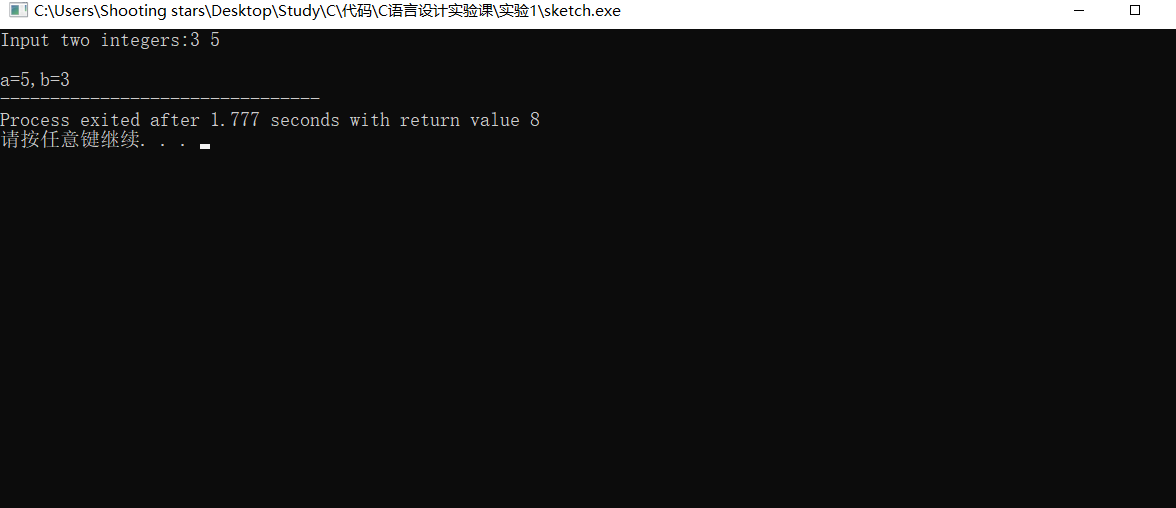 C:\Users\Shooting stars\Desktop\Study\C\代码\C语言设计实验课\实验1\sketch.exe
Input two integers:3 5
a=5,b=3
--------------------------------
Process exited after 1.777 seconds with return value 8
请按任意键继续. . .